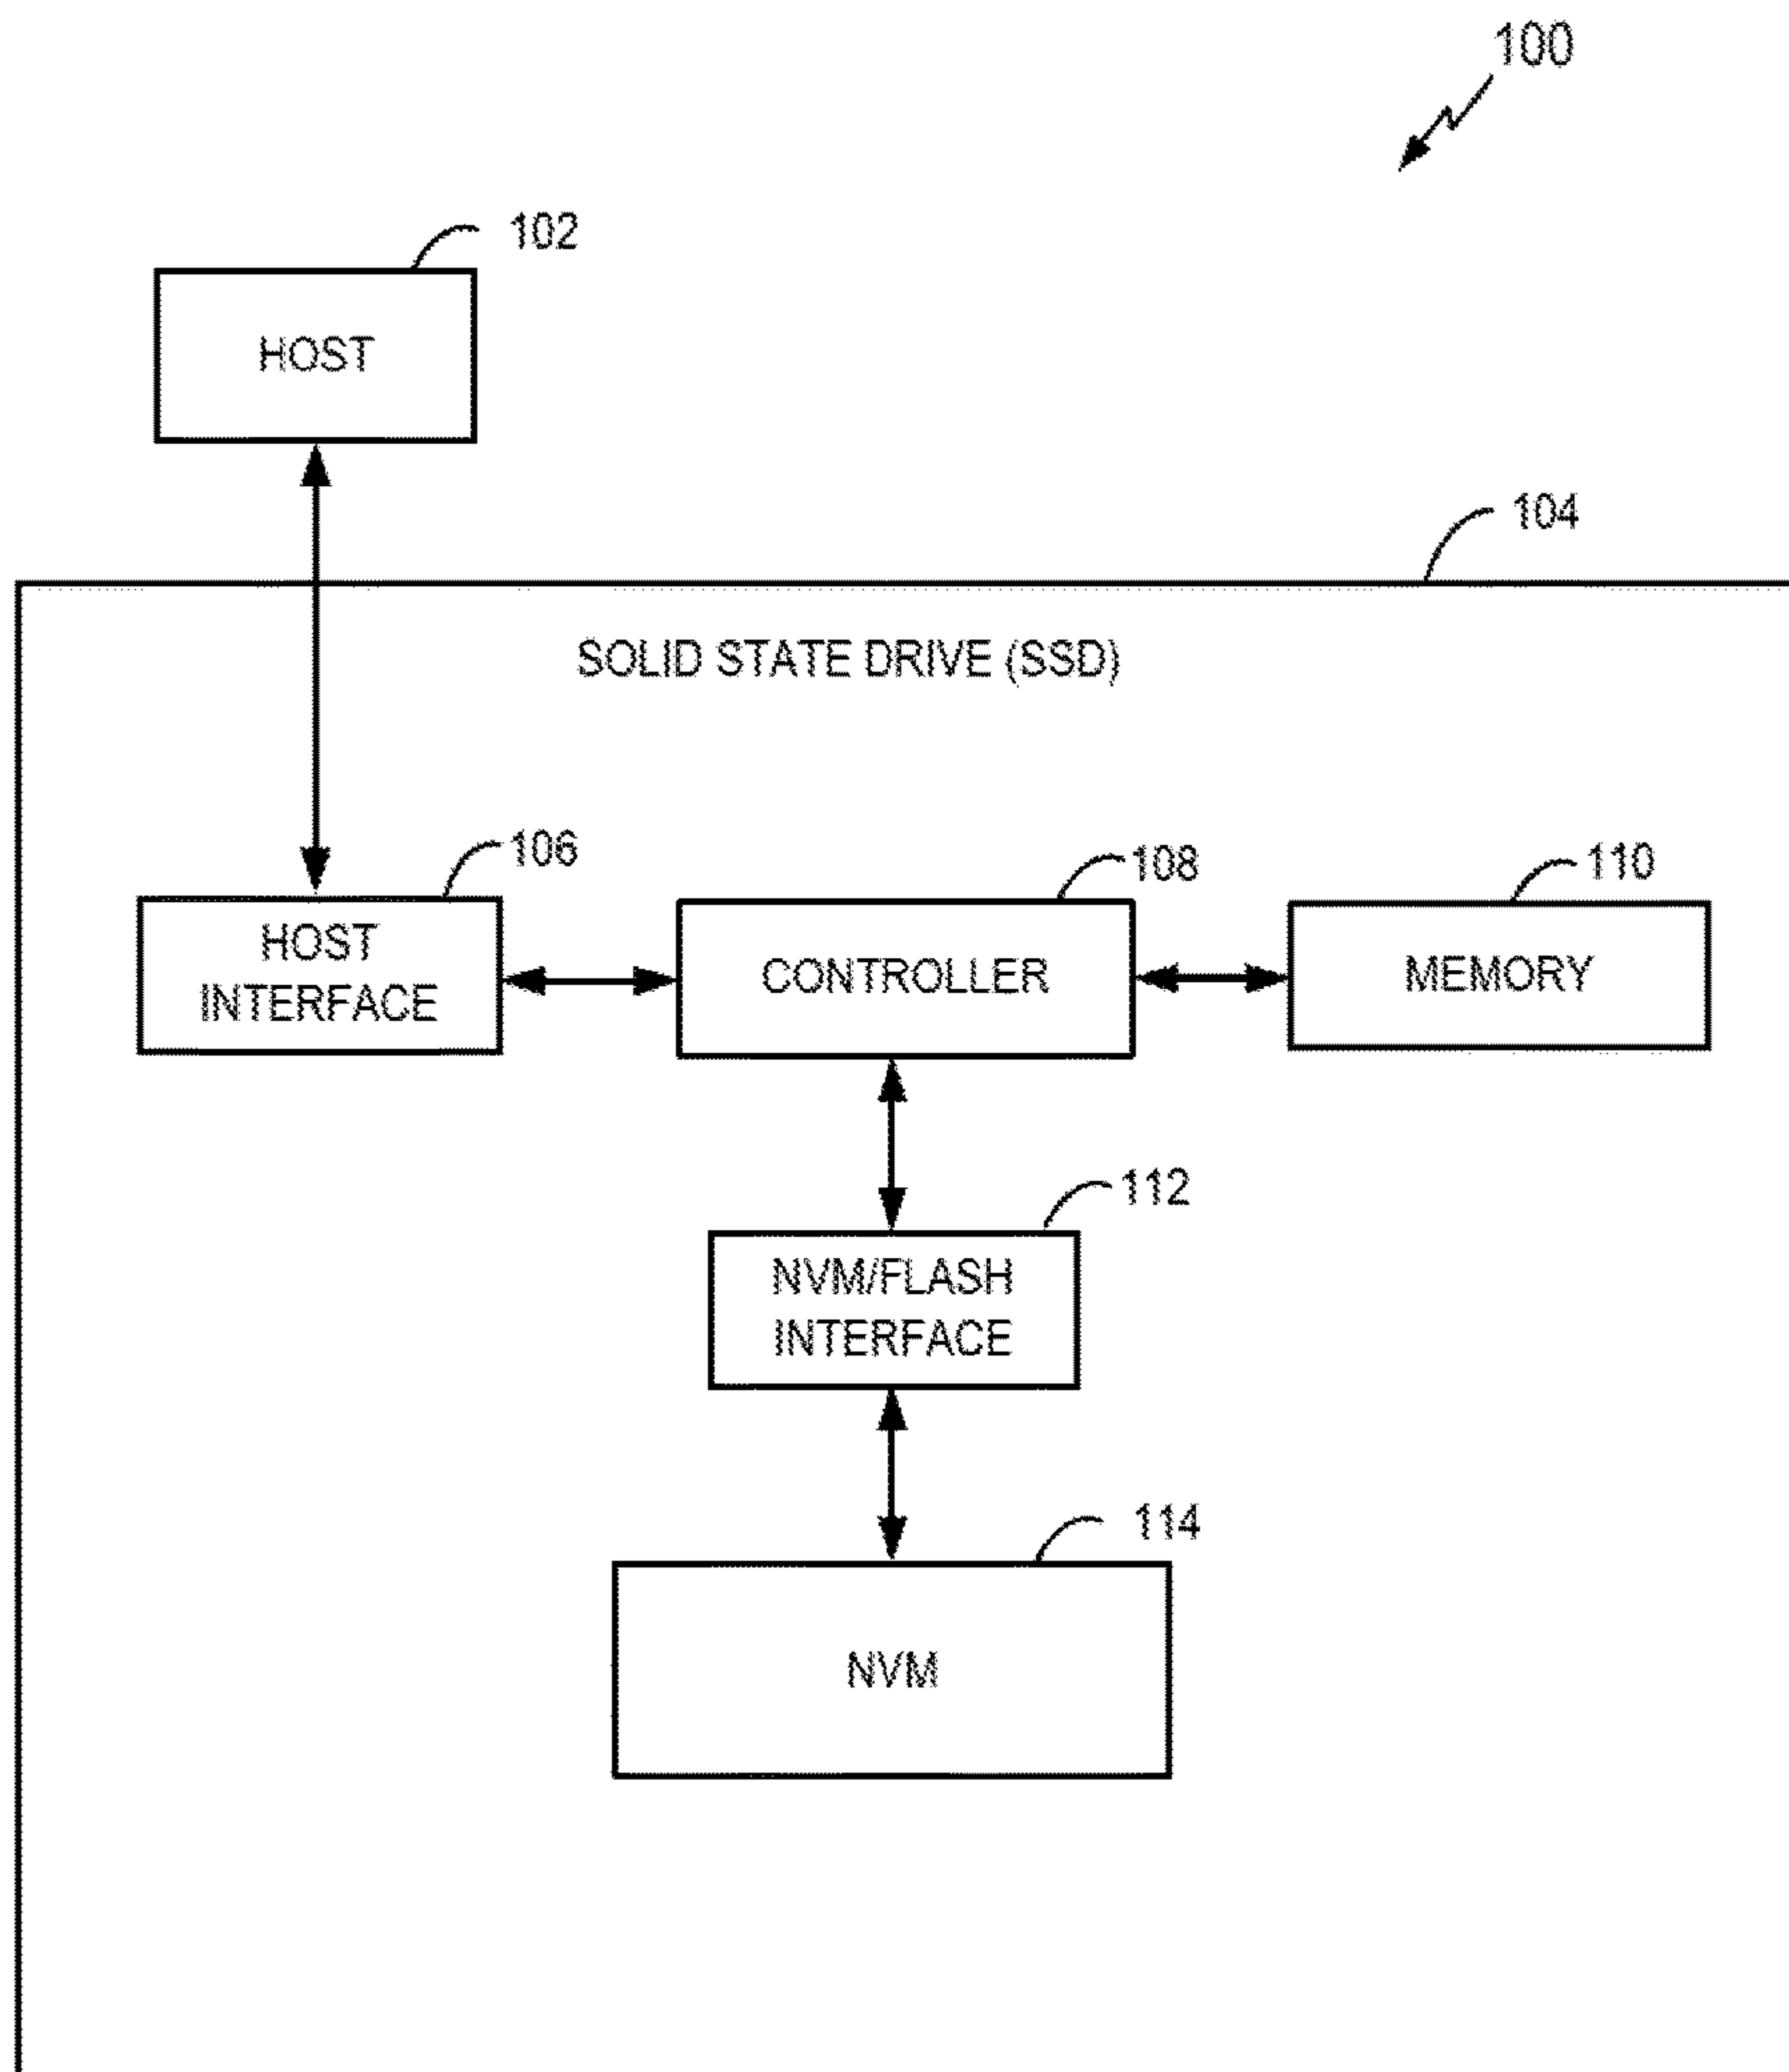 100
102
HOST
104
SOLID STATE DRIVE (SSD)
106
108
110
HOST
INTERFACE
CONTROLLER
MEMORY
112
NVM/FLASH
INTERFACE
114
NVM